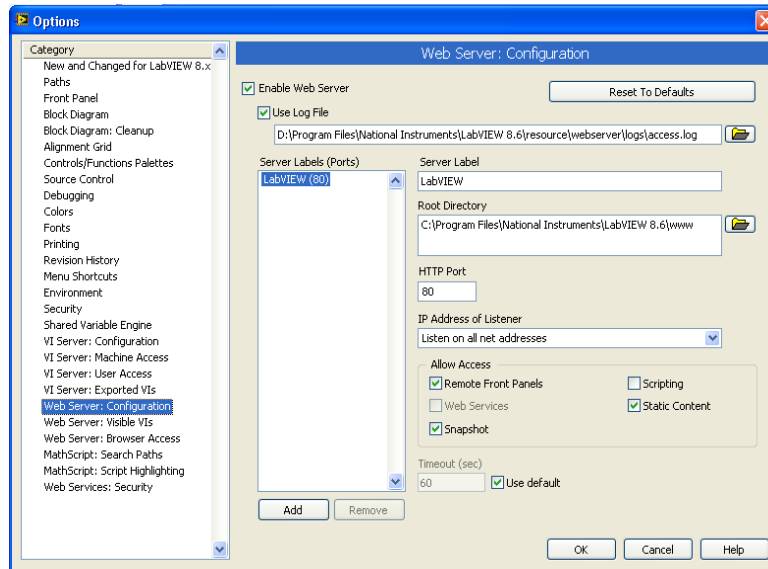 Options
Category
New and Changed for LabVIEW 8.x
Paths
Front Panel
Block Diagram
Block Diagram: Cleanup
Alignment Grid
Controls/Functions Palettes
Source Control
Debugging
Colors
Fonts
Printing
Revision History
Menu Shortcuts
Environment
Security
Shared Variable Engine
VI Server: Configuration
VI Server: Machine Access
VI Server: User Access
VI Server: Exported VIs
Web Server: Configuration
Web Server: Visible VIs
Web Server: Browser Access
MathScript: Search Paths
MathScript: Script Highlighting
Web Services: Security
Web Server: Configuration
Enable Web Server
Reset To Defaults
Use Log File
D:\Program Files\National Instruments\LabVIEW 8.6\resource\webserver\logs\access.log
Server Labels (Ports)
LabVIEW (80)
Add
Remove
Server Label
LabVIEW
Root Directory
C:\Program Files\National Instruments\LabVIEW 8.6\www
HTTP Port
80
IP Address of Listener
Listen on all net addresses
Allow Access
Remote Front Panels
Scripting
Web Services
Static Content
Snapshot
Timeout (sec)
60
Use default
OK
Cancel
Help